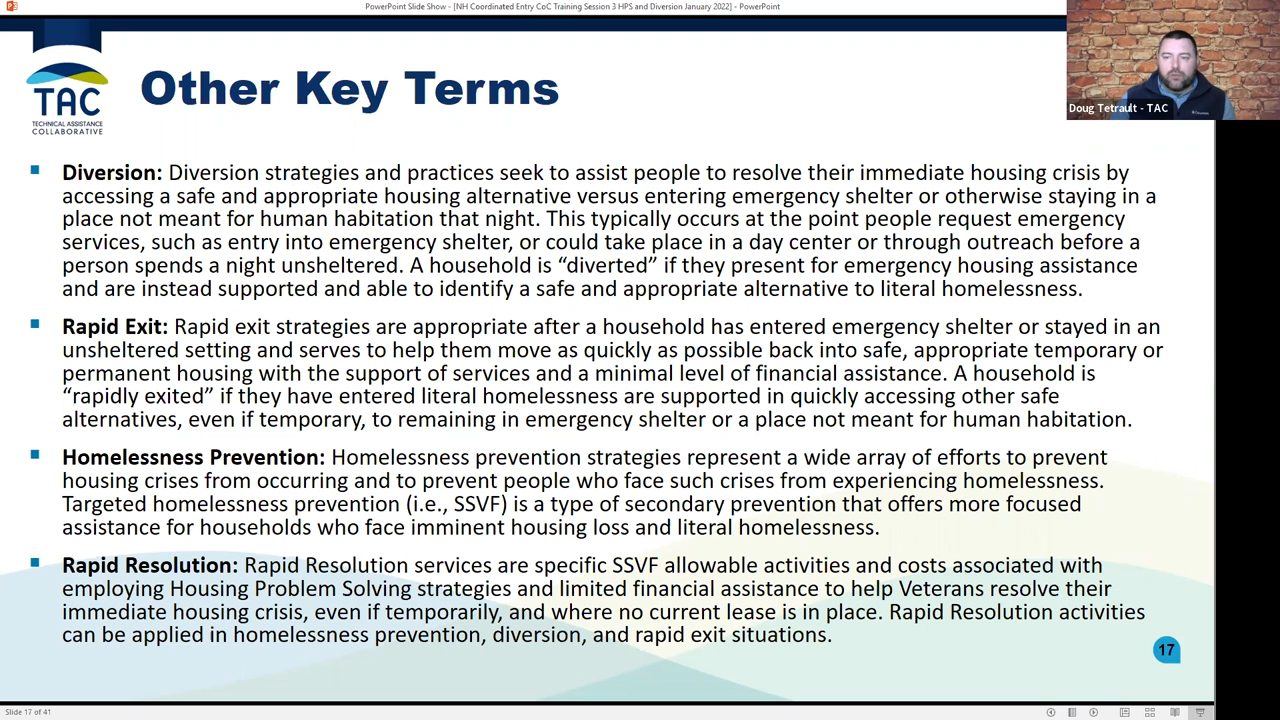 PowerPoint Slide Show - [NH Coordinated Entry CoC Training Session 3 HPS and Diversion January 2022] - PowerPoint
TAC
TECHNICAL ASSISTANCE
COLLABORATIVE
Other Key Terms
Doug Tetrault - TAC
Diversion: Diversion strategies and practices seek to assist people to resolve their immediate housing crisis by
accessing a safe and appropriate housing alternative versus entering emergency shelter or otherwise staying in a
place not meant for human habitation that night. This typically occurs at the point people request emergency
services, such as entry into emergency shelter, or could take place in a day center or through outreach before a
person spends a night unsheltered. A household is “diverted” if they present for emergency housing assistance
and are instead supported and able to identify a safe and appropriate alternative to literal homelessness.
Rapid Exit: Rapid exit strategies are appropriate after a household has entered emergency shelter or stayed in an
unsheltered setting and serves to help them move as quickly as possible back into safe, appropriate temporary or
permanent housing with the support of services and a minimal level of financial assistance. A household is
“rapidly exited” if they have entered literal homelessness are supported in quickly accessing other safe
alternatives, even if temporary, to remaining in emergency shelter or a place not meant for human habitation.
Homelessness Prevention: Homelessness prevention strategies represent a wide array of efforts to prevent
housing crises from occurring and to prevent people who face such crises from experiencing homelessness.
Targeted homelessness prevention (i.e., SSVF) is a type of secondary prevention that offers more focused
assistance for households who face imminent housing loss and literal homelessness.
Rapid Resolution: Rapid Resolution services are specific SSVF allowable activities and costs associated with
employing Housing Problem Solving strategies and limited financial assistance to help Veterans resolve their
immediate housing crisis, even if temporarily, and where no current lease is in place. Rapid Resolution activities
can be applied in homelessness prevention, diversion, and rapid exit situations.
17
Slide 17 of 41